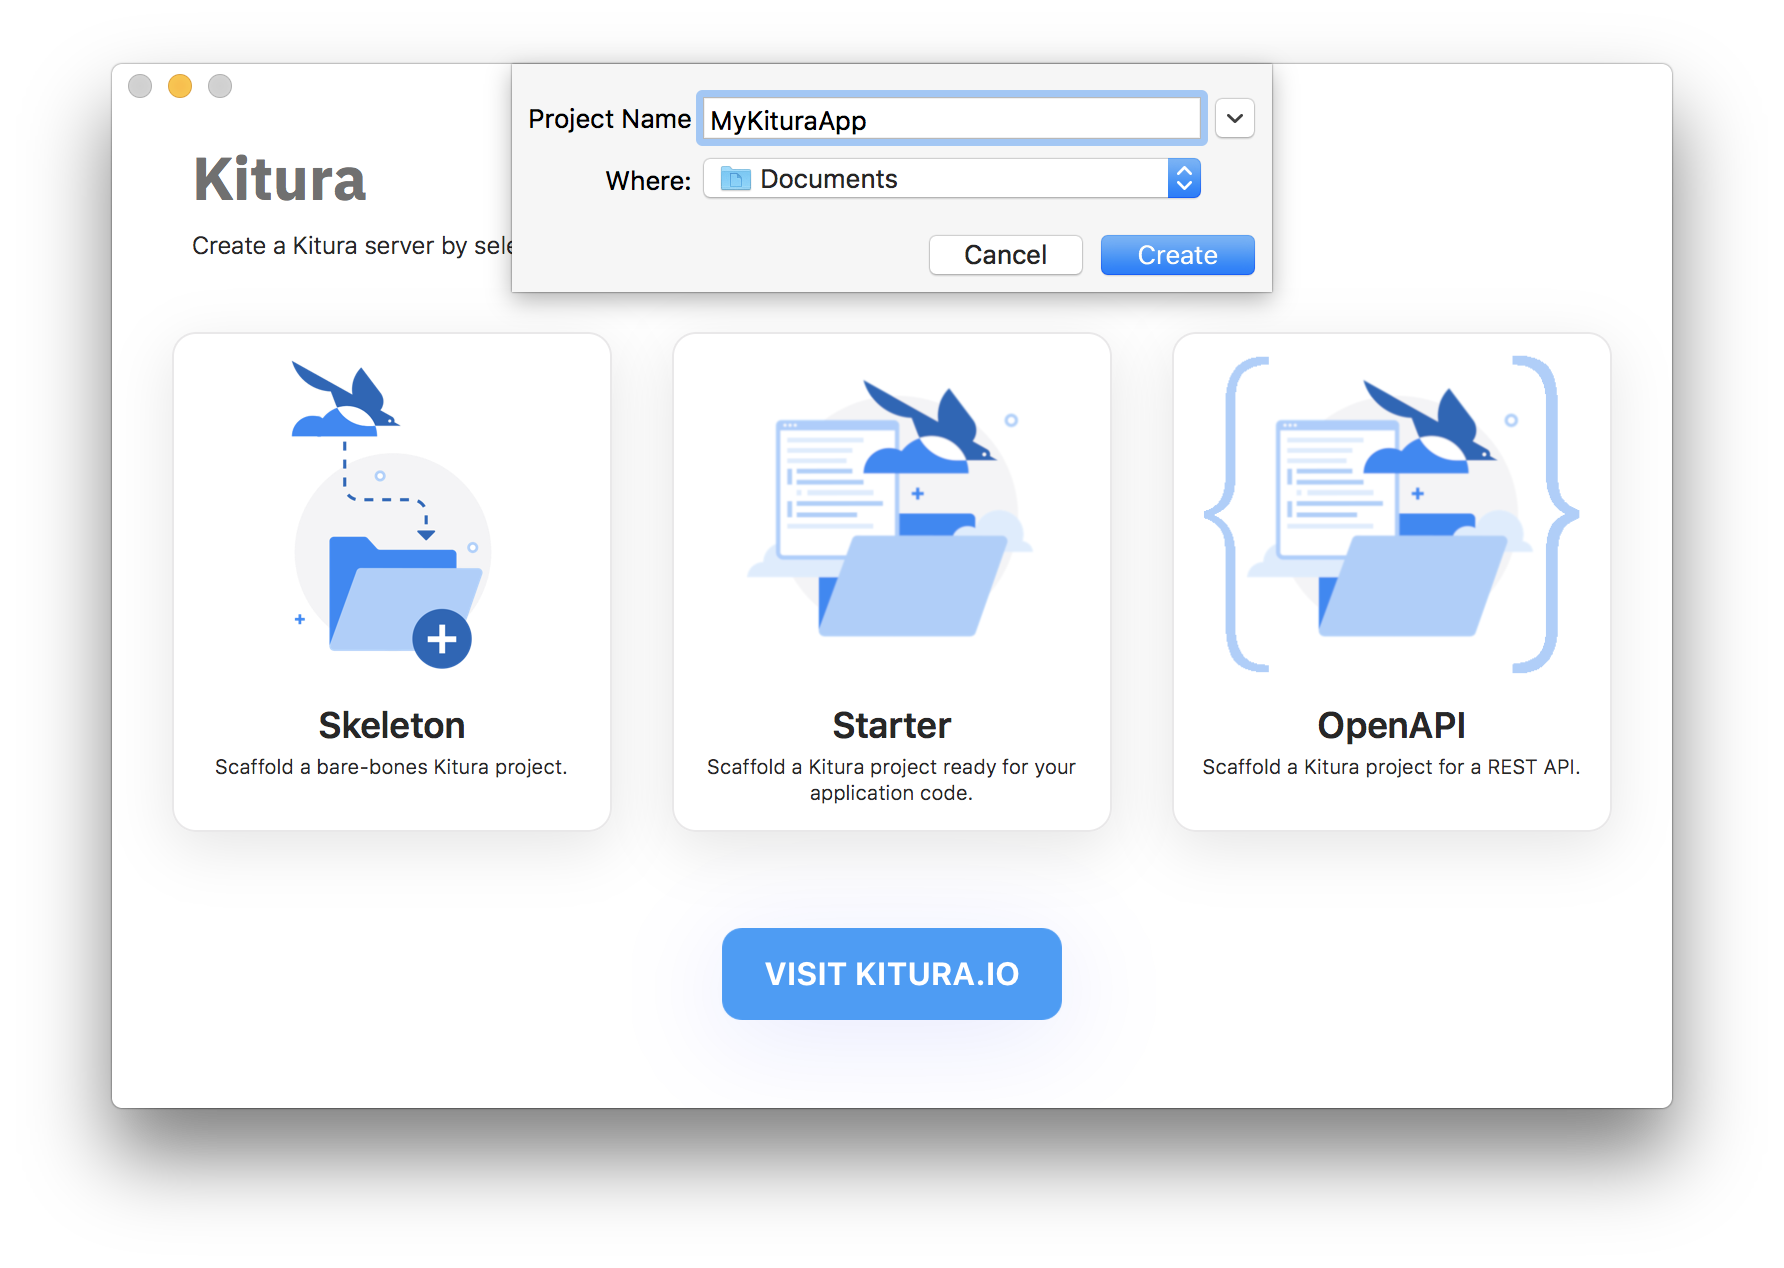 Project Name MyKituraApp
Where: Documents
Cancel Create
Kitura
Create a Kitura server by
Skeleton
Scaffold a bare-bones Kitura project.
Starter
Scaffold a Kitura project ready for your
application code.
OpenAPI
Scaffold a Kitura project for a REST API.
VISIT KITURA.IO